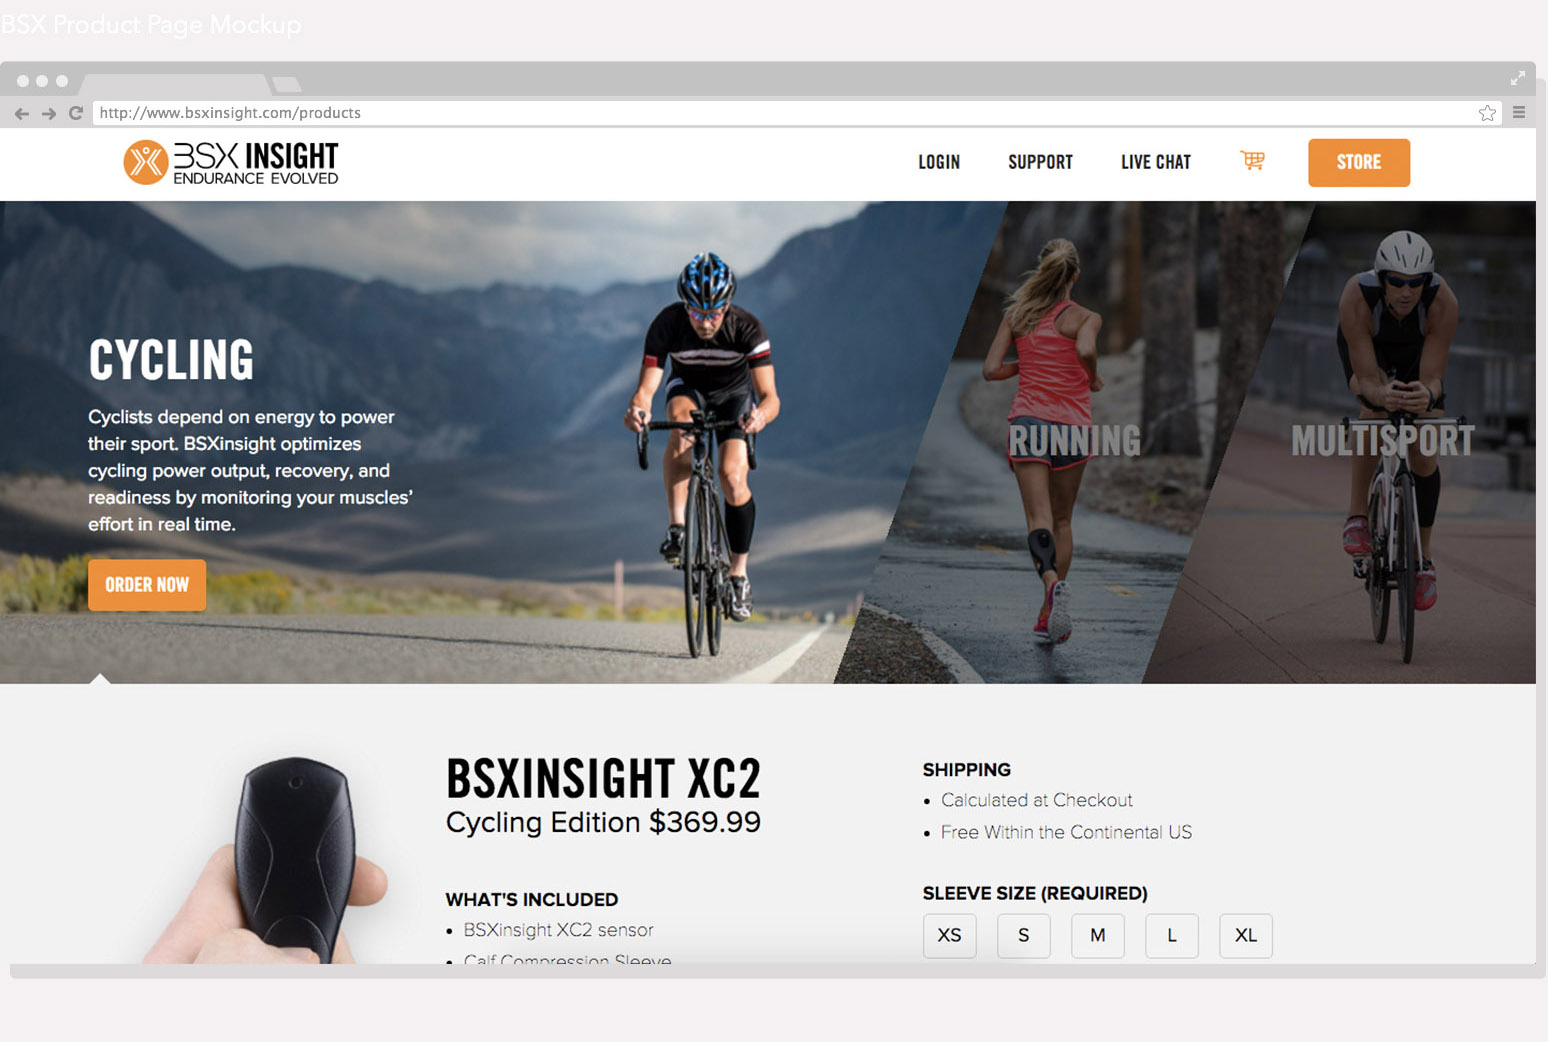 BSX Product Page Mockup
http://www.bsxinsight.com/products
BSX INSIGHT
ENDURANCE EVOLVED
LOGIN
SUPPORT
LIVE CHAT
STORE
CYCLING
Cyclists depend on energy to power
their sport. BSXinsight optimizes
cycling power output, recovery, and
readiness by monitoring your muscles’
effort in real time.
ORDER NOW
RUNNING
MULTISPORT
BSXINSIGHT XC2
Cycling Edition $369.99
WHAT'S INCLUDED
• BSXinsight XC2 sensor
• Calf Compression Sleeve
SHIPPING
• Calculated at Checkout
• Free Within the Continental US
SLEEVE SIZE (REQUIRED)
XS S M L XL